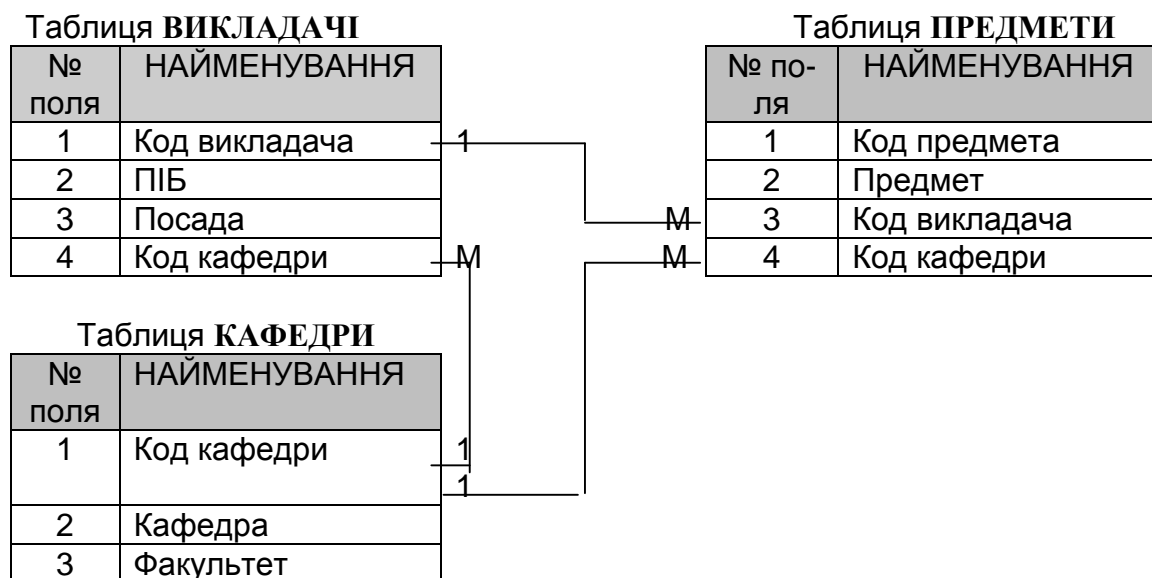 Таблиця ВИКЛАДАЧІ
№ поля НАЙМЕНУВАННЯ
1 Код викладача 1
2 ПІБ
3 Посада
4 Код кафедри М
Таблиця ПРЕДМЕТИ
№ по-
ля НАЙМЕНУВАННЯ
1 Код предмета
2 Предмет
М 3 Код викладача
М 4 Код кафедри
Таблиця КАФЕДРИ
№ поля НАЙМЕНУВАННЯ
1 Код кафедри 1
1
2 Кафедра
3 Факультет